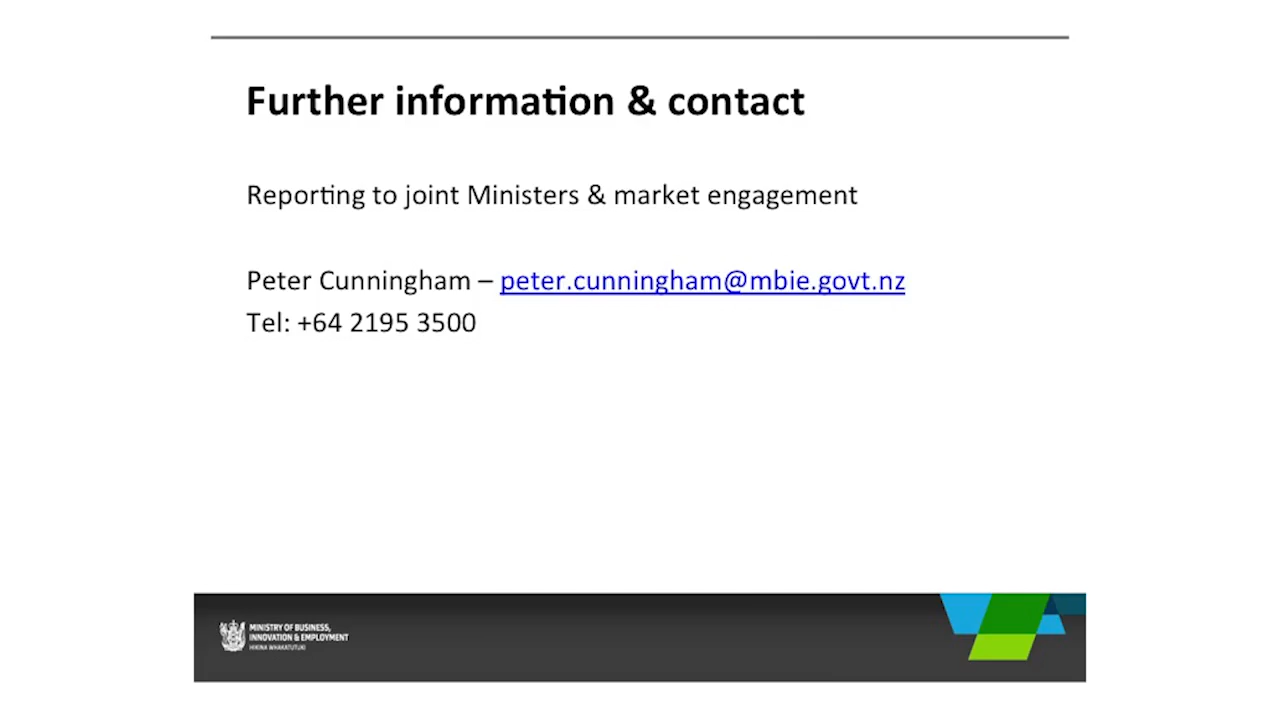 Further information & contact
Reporting to joint Ministers & market engagement
Peter Cunningham – peter.cunningham@mbie.govt.nz
Tel: +64 2195 3500
MINISTRY OF BUSINESS,
INNOVATION & EMPLOYMENT
HIKINA WHAKATUTUKI